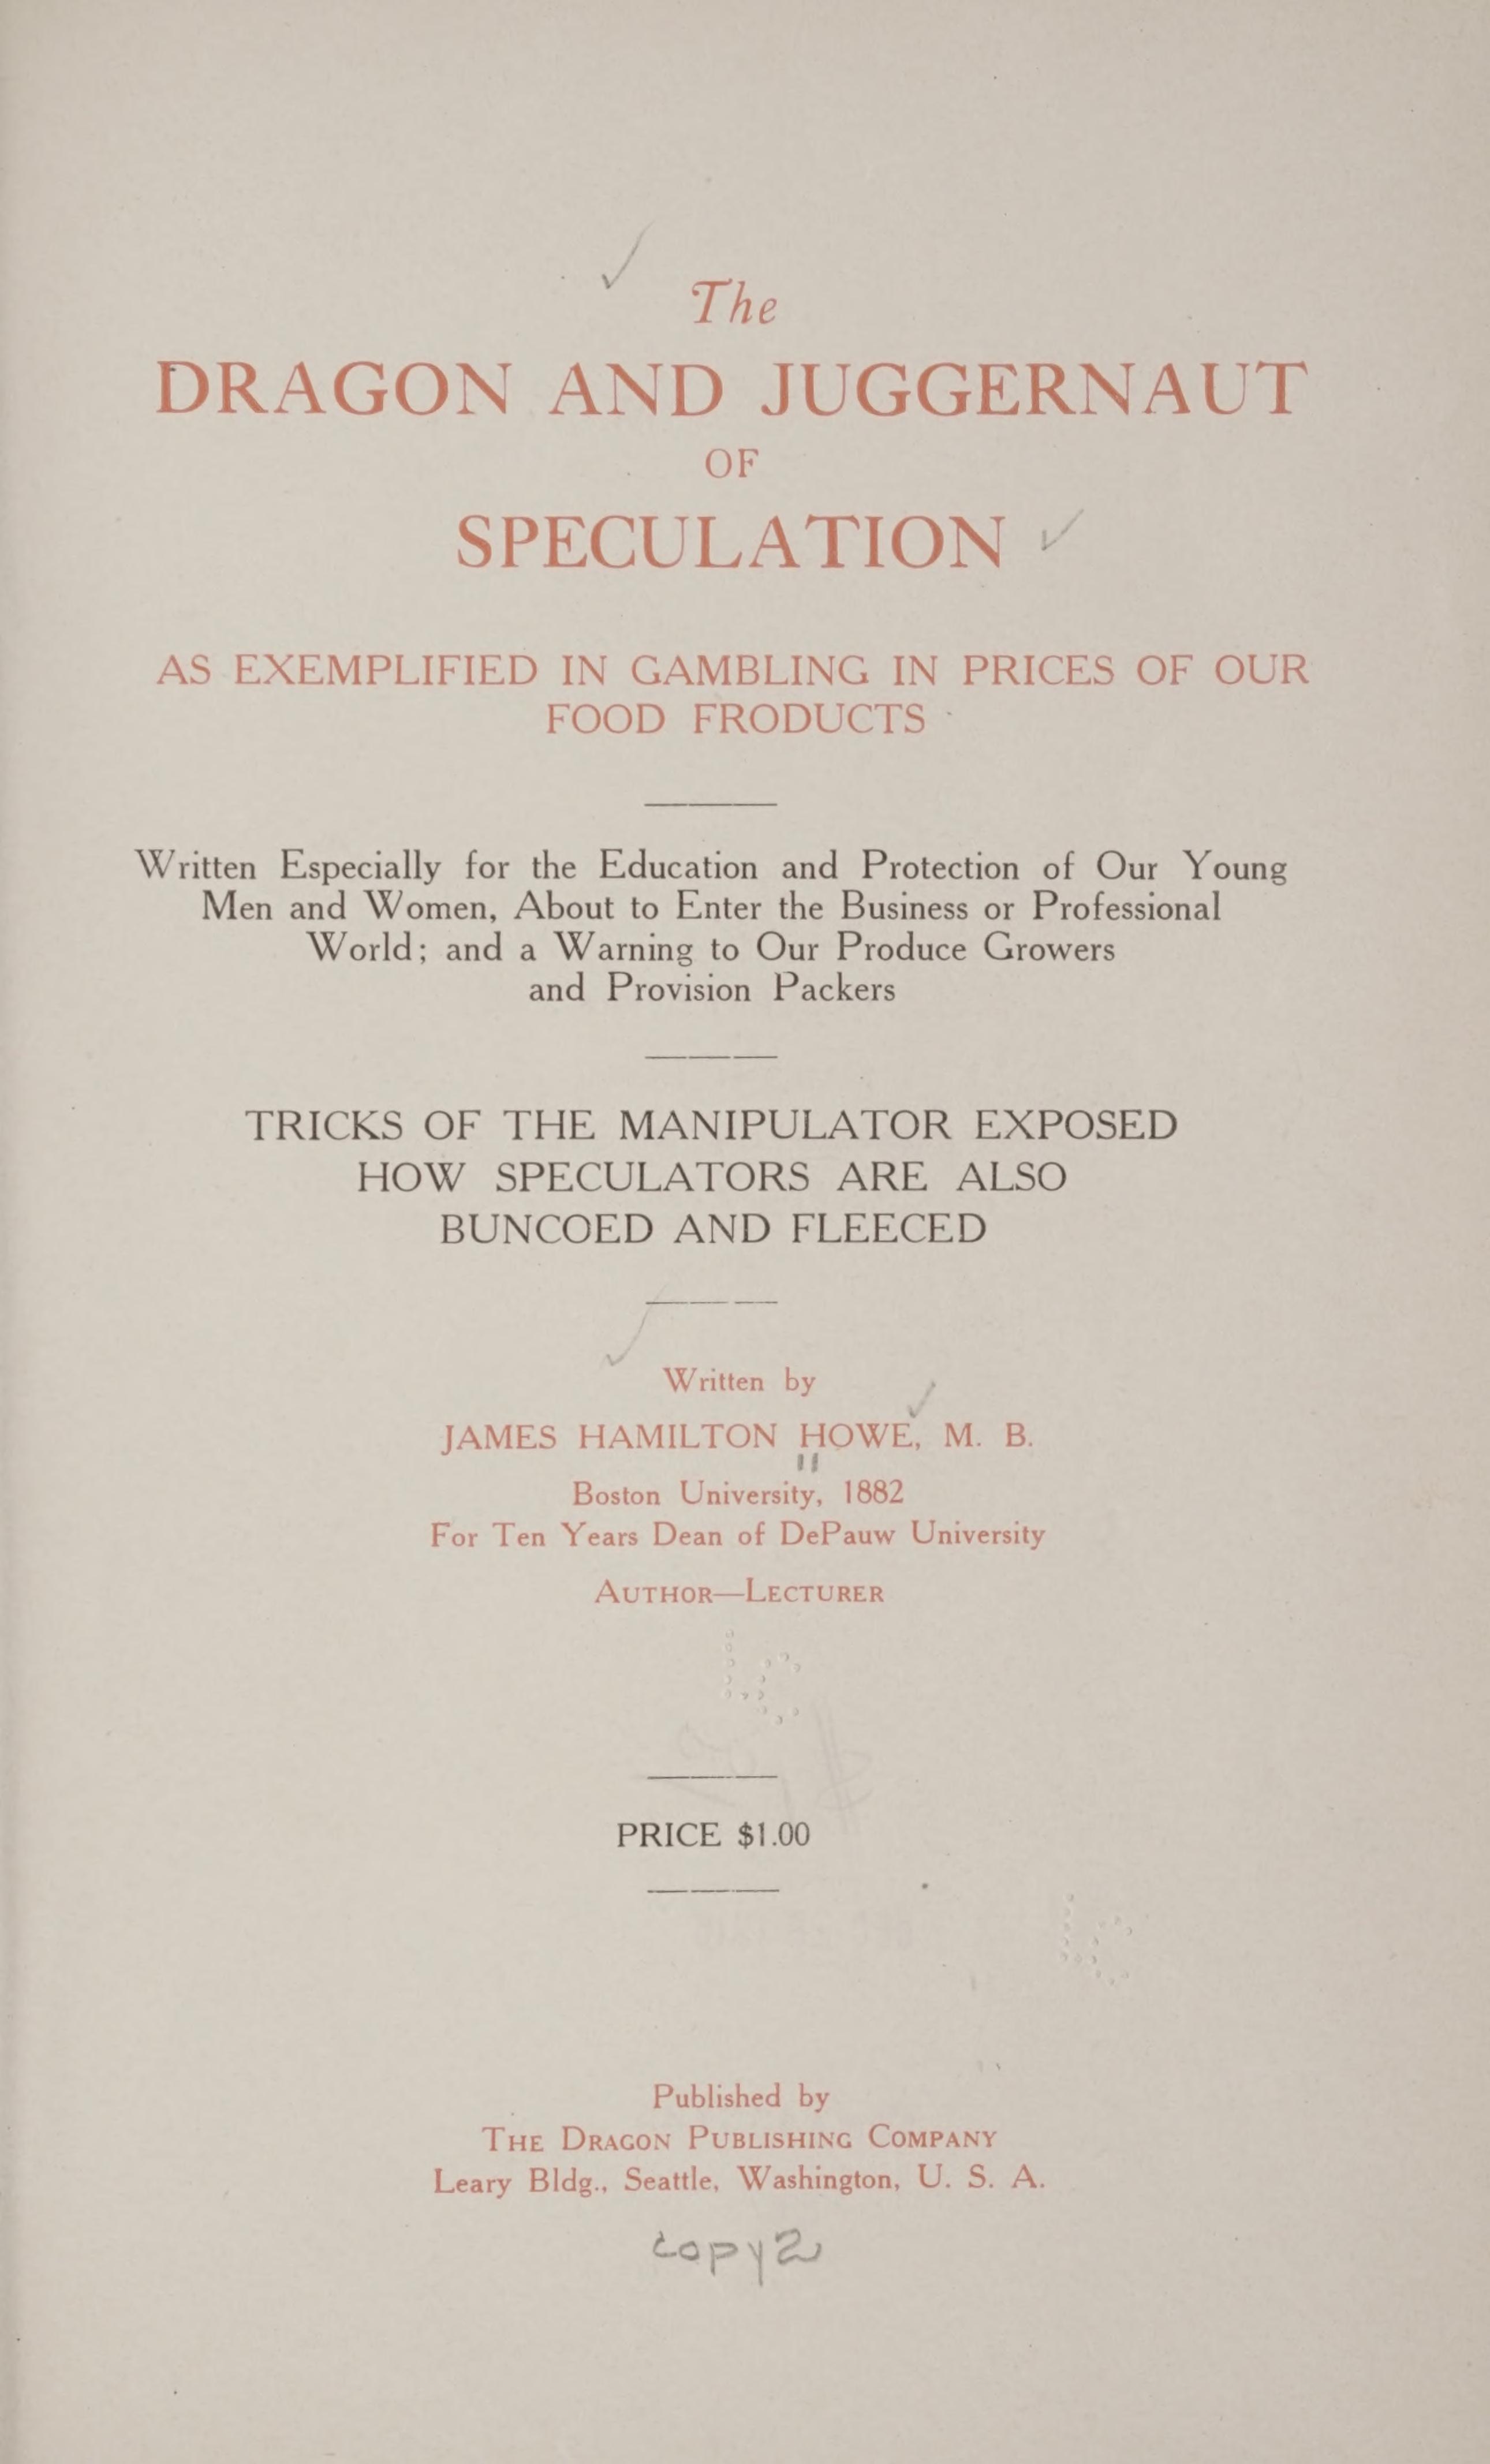 The
DRAGON AND JUGGERNAUT
OF
SPECULATION
AS EXEMPLIFIED IN GAMBLING IN PRICES OF OUR
FOOD FRODUCTS
Written Especially for the Education and Protection of Our Young
Men and Women, About to Enter the Business or Professional
World; and a Warning to Our Produce Growers
and Provision Packers
TRICKS OF THE MANIPULATOR EXPOSED
HOW SPECULATORS ARE ALSO
BUNCOED AND FLEECED
Written by
JAMES HAMILTON HOWE, M. B.
Boston University, 1882
For Ten Years Dean of DePauw University
AUTHOR—LECTURER
LC
PRICE $1.00
LC
Published by
THE DRAGON PUBLISHING COMPANY
Leary Bldg., Seattle, Washington, U. S. A.
copy 2